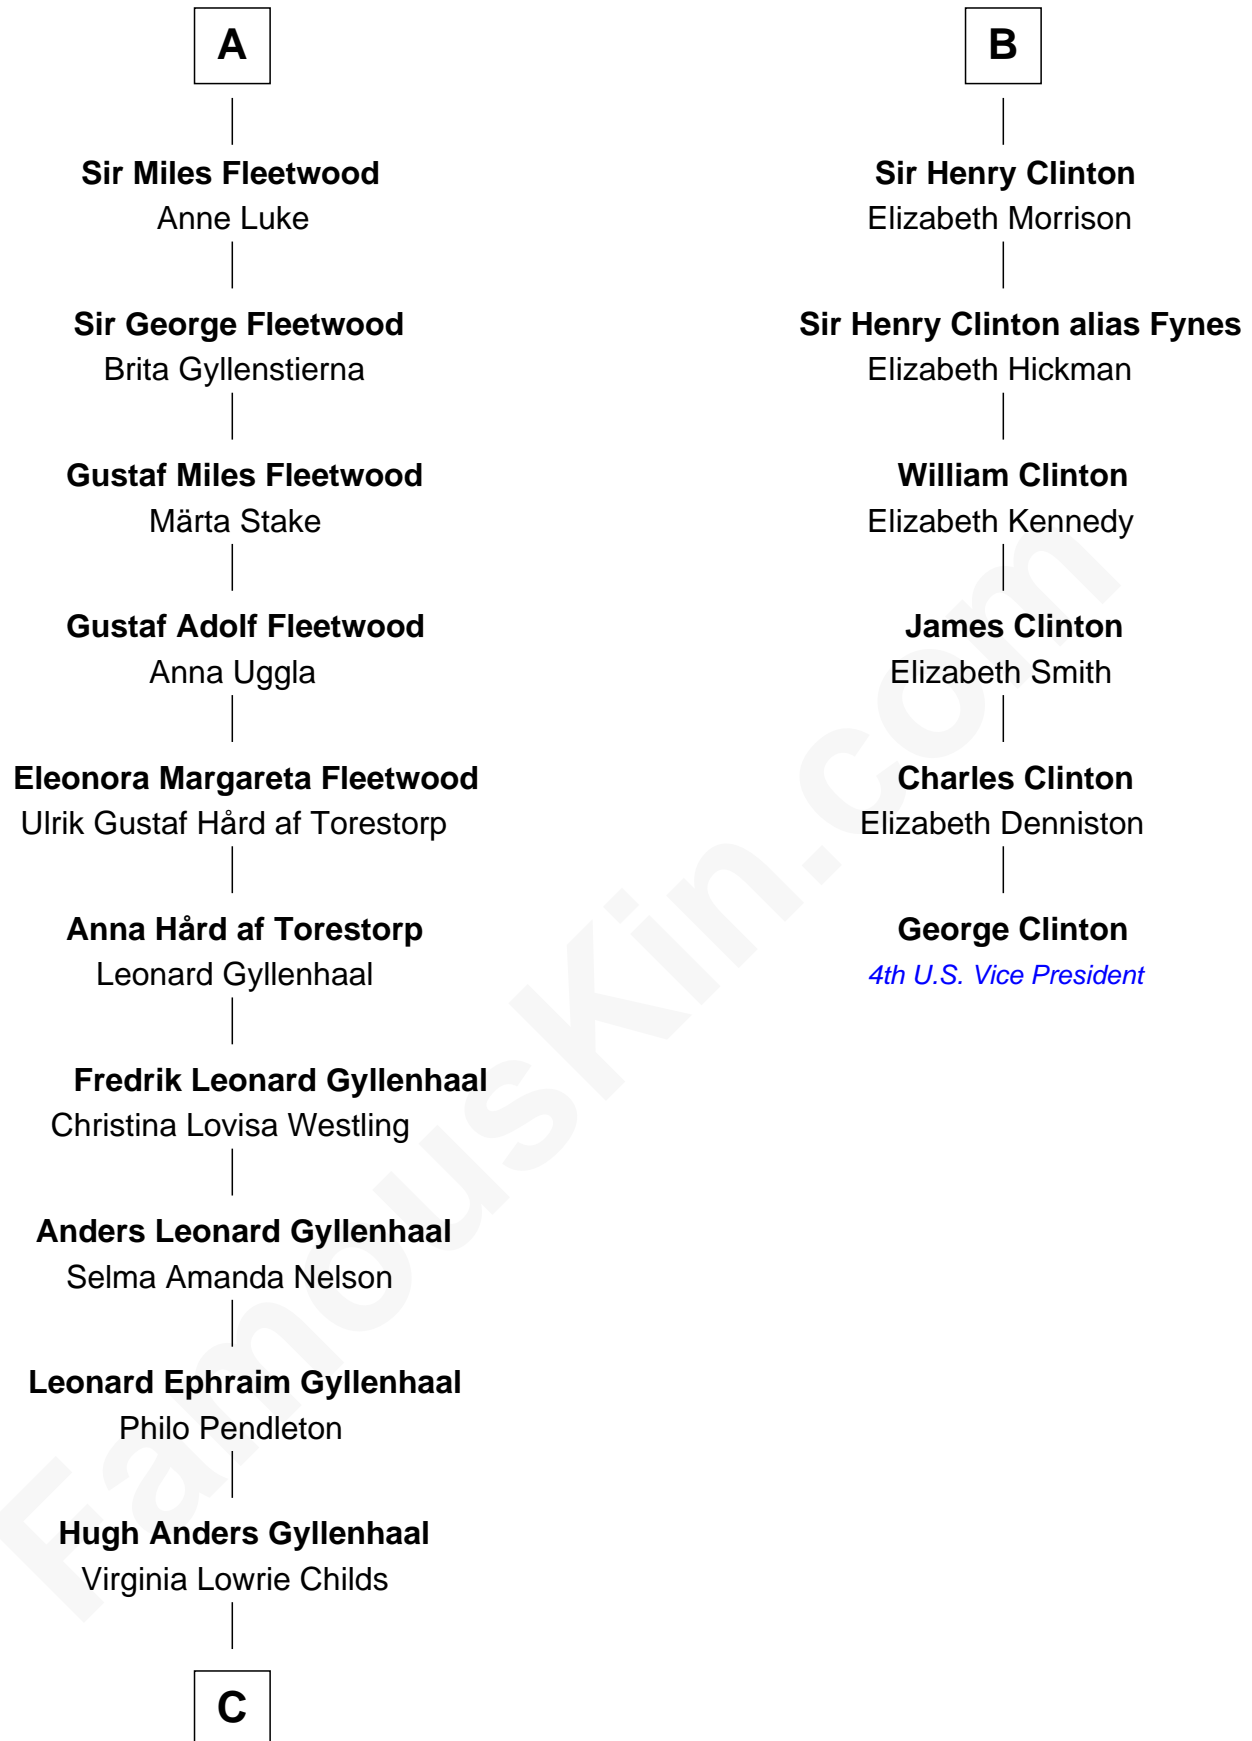 A
Sir Miles Fleetwood
Anne Luke
Sir George Fleetwood
Brita Gyllenstierna
Gustaf Miles Fleetwood
Märta Stake
Gustaf Adolf Fleetwood
Anna Uggla
Eleonora Margareta Fleetwood
Ulrik Gustaf Hård af Torestorp
Anna Hård af Torestorp
Leonard Gyllenhaal
Fredrik Leonard Gyllenhaal
Christina Lovisa Westling
Anders Leonard Gyllenhaal
Selma Amanda Nelson
Leonard Ephraim Gyllenhaal
Philo Pendleton
Hugh Anders Gyllenhaal
Virginia Lowrie Childs
C
B
Sir Henry Clinton
Elizabeth Morrison
Sir Henry Clinton alias Fynes
Elizabeth Hickman
William Clinton
Elizabeth Kennedy
James Clinton
Elizabeth Smith
Charles Clinton
Elizabeth Denniston
George Clinton
4th U.S. Vice President
FamousKin.com